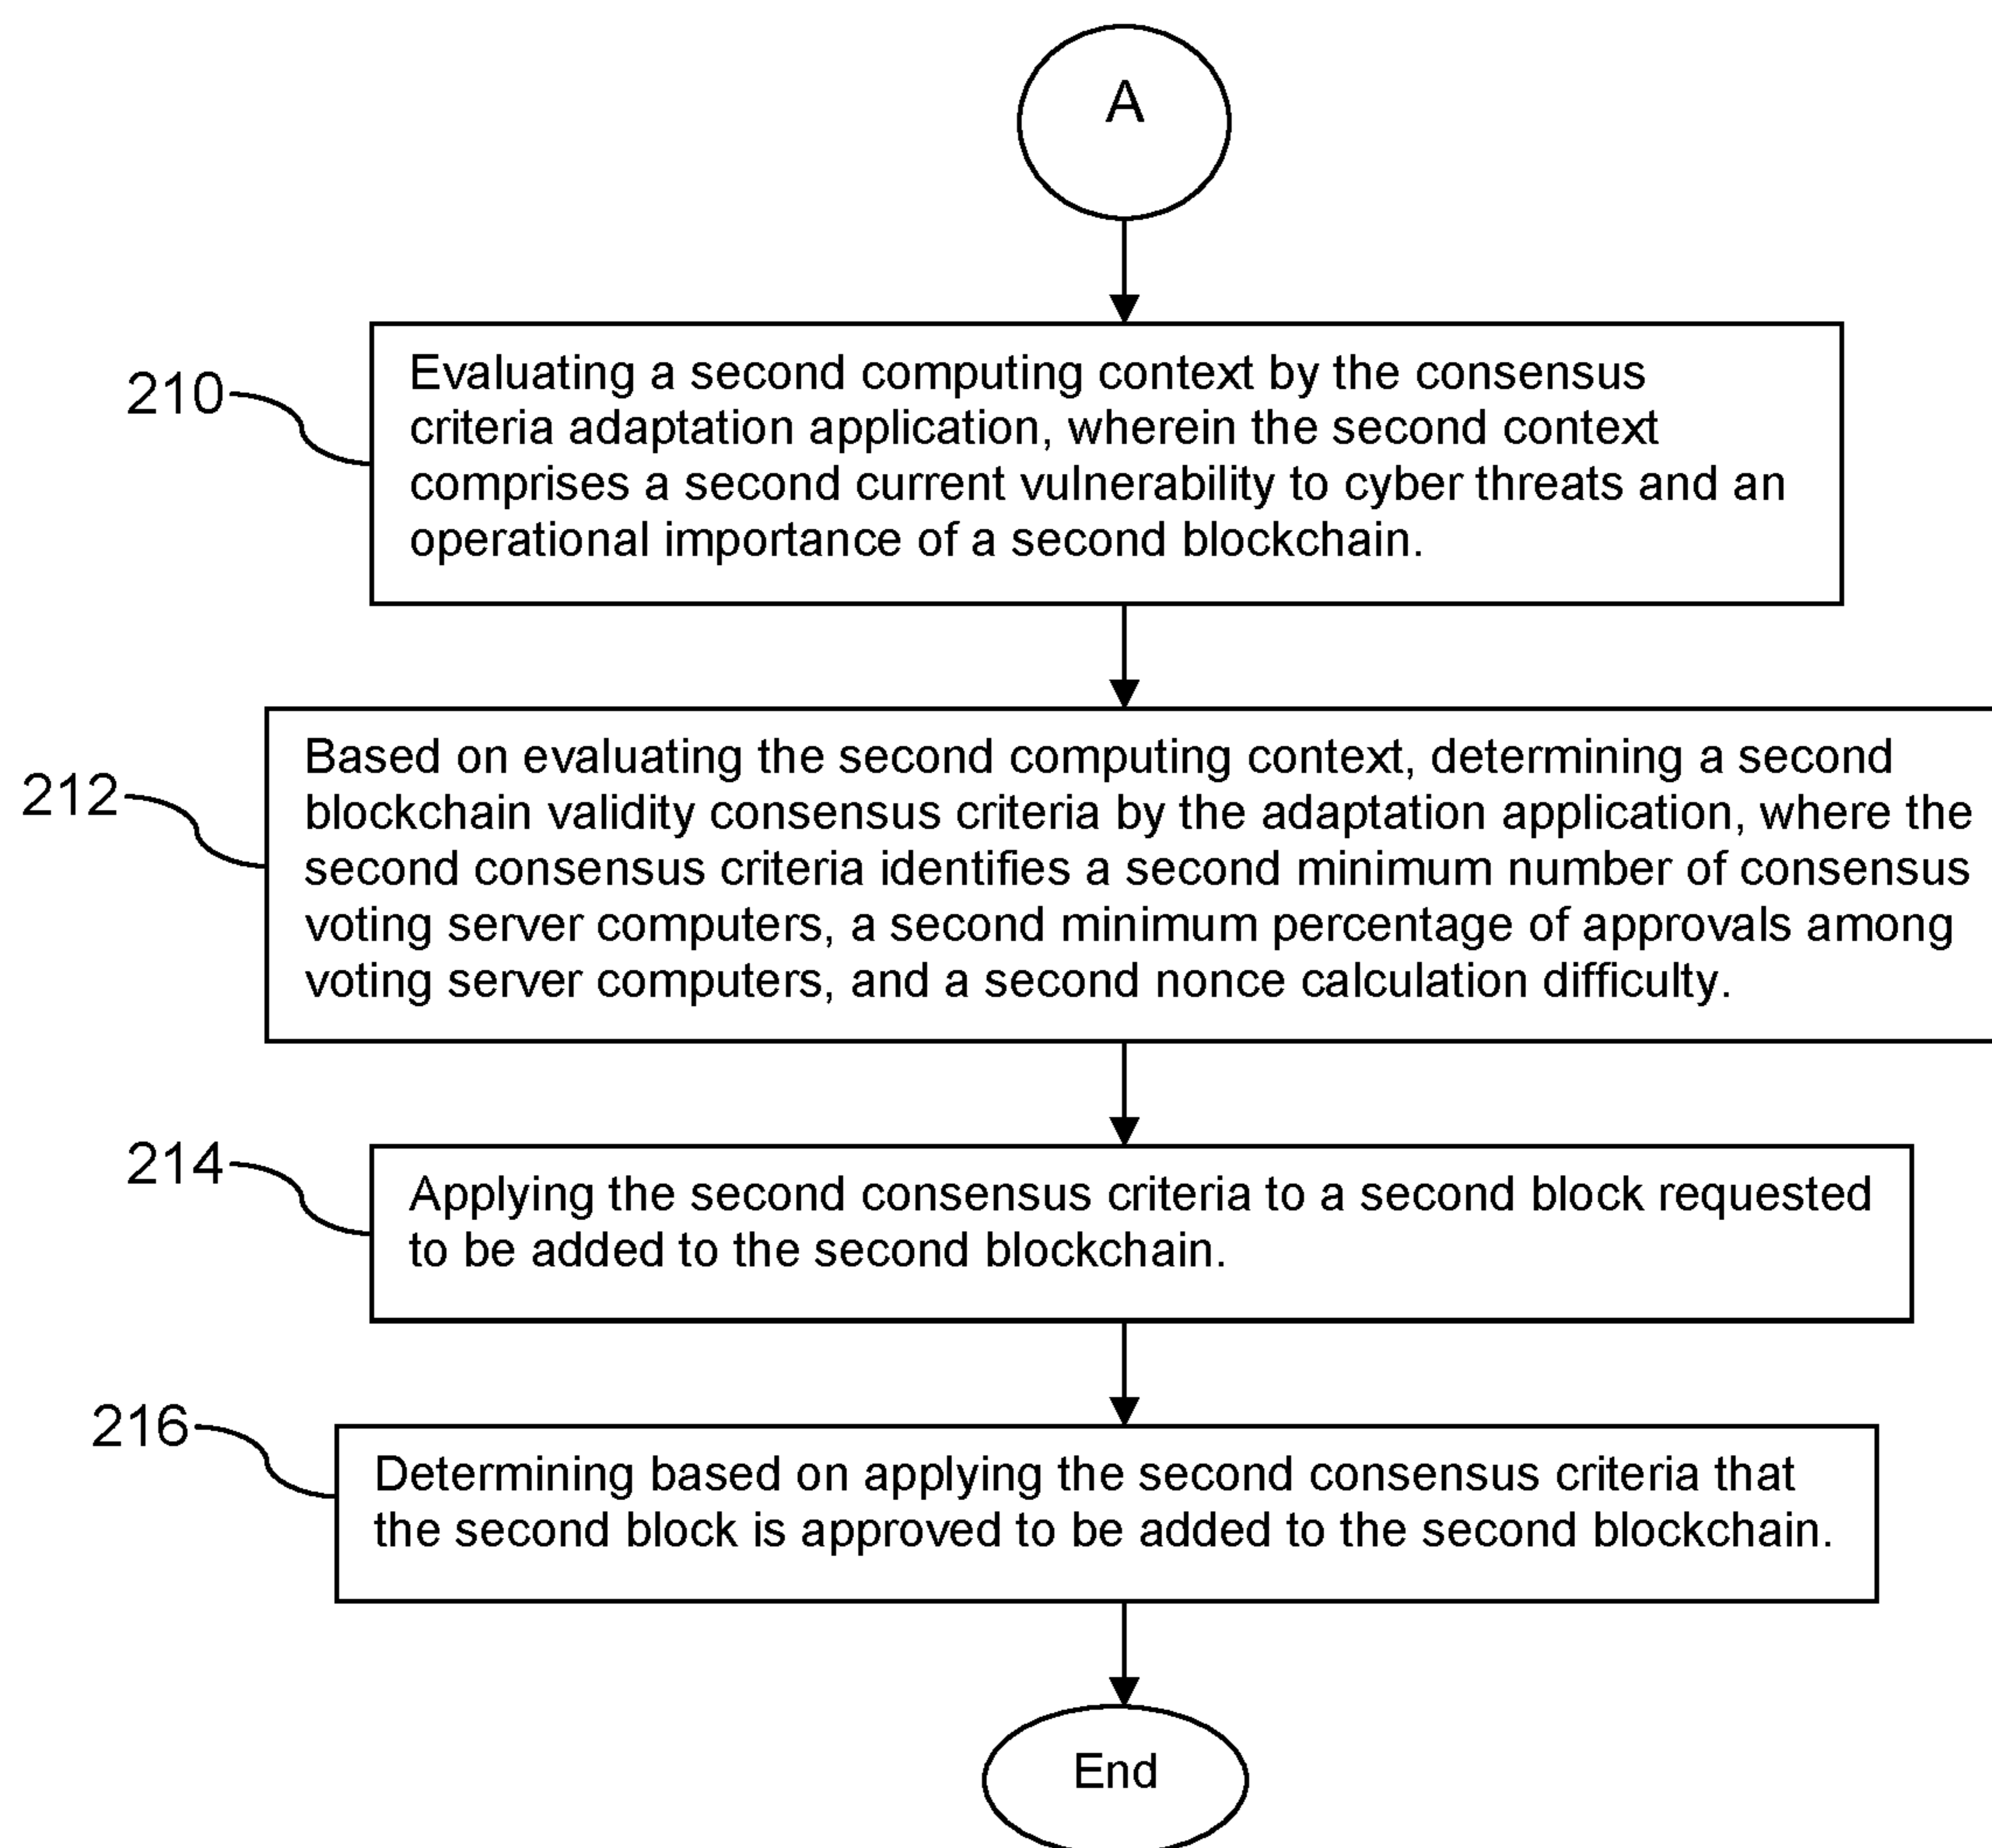 A
210
Evaluating a second computing context by the consensus
criteria adaptation application, wherein the second context
comprises a second current vulnerability to cyber threats and an
operational importance of a second blockchain.
212
Based on evaluating the second computing context, determining a second
blockchain validity consensus criteria by the adaptation application, where the
second consensus criteria identifies a second minimum number of consensus
voting server computers, a second minimum percentage of approvals among
voting server computers, and a second nonce calculation difficulty.
214
Applying the second consensus criteria to a second block requested
to be added to the second blockchain.
216
Determining based on applying the second consensus criteria that
the second block is approved to be added to the second blockchain.
End